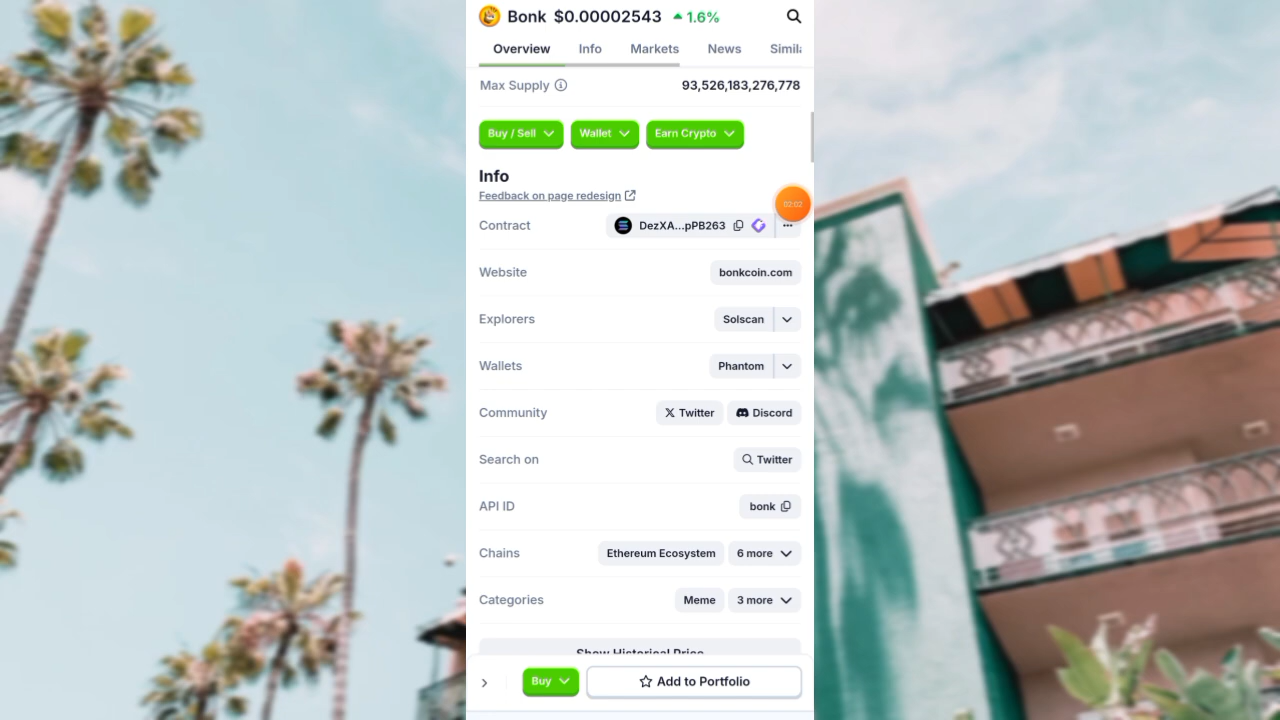 Bonk $0.00002543 1.6%
Overview Info Markets News Simila
Max Supply 93,526,183,276,778
Buy / Sell Wallet Earn Crypto
Info
Feedback on page redesign
02:02
Contract DezXA...pPB263
Website bonkcoin.com
Explorers Solscan
Wallets Phantom
Community Twitter Discord
Search on Twitter
API ID bonk
Chains Ethereum Ecosystem 6 more
Categories Meme 3 more
Show Historical Price
Buy Add to Portfolio